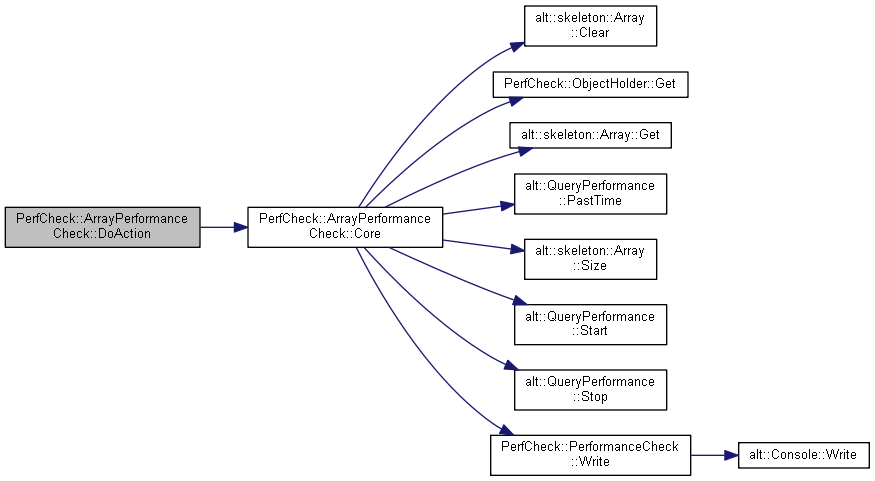 PerfCheck::ArrayPerformance
Check::DoAction
PerfCheck::ArrayPerformance
Check::Core
alt::skeleton::Array
::Clear
PerfCheck::ObjectHolder::Get
alt::skeleton::Array::Get
alt::QueryPerformance
::PastTime
alt::skeleton::Array
::Size
alt::QueryPerformance
::Start
alt::QueryPerformance
::Stop
PerfCheck::PerformanceCheck
::Write
alt::Console::Write